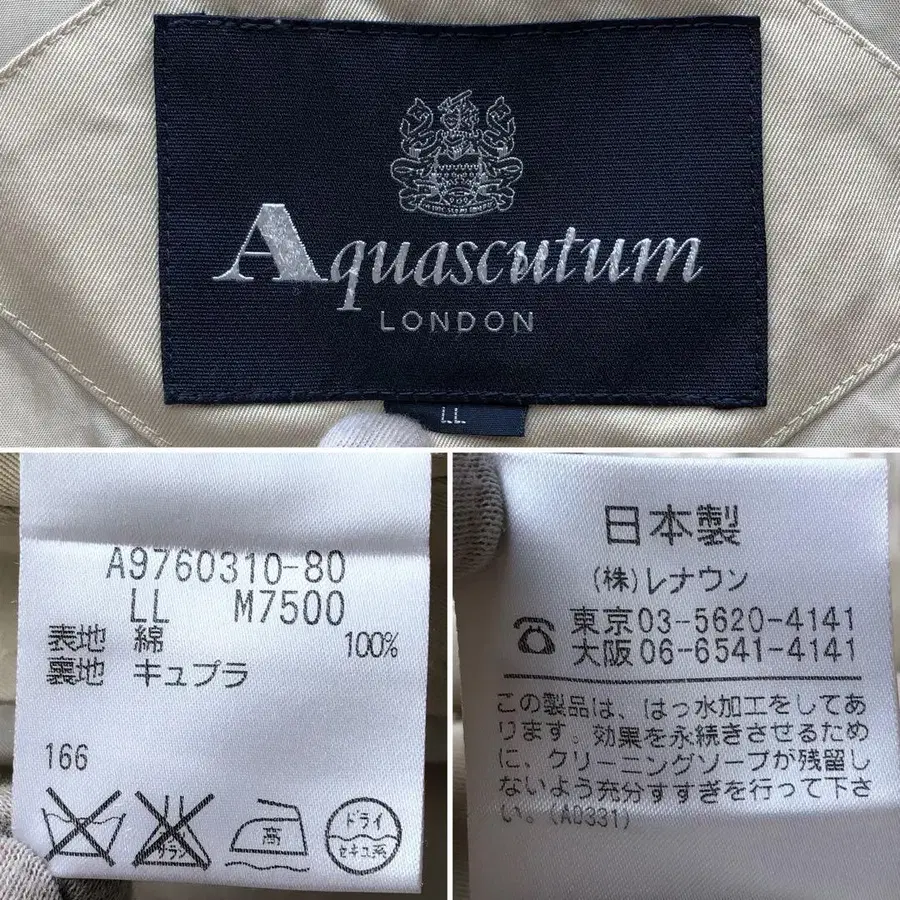 Aquascutum
LONDON
LL
A9760310-80
LL M7500
表地 綿 100%
裏地 キュプラ
166
高
ドライ
セキユ系
日本製
(株)レナウン
東京03-5620-4141
大阪06-6541-4141
この製品は、はっ水加工をしてあ
ります。効果を永続きさせるため
に、クリーニングソープが残留し
ないよう充分すすぎを行って下さ
い。(A0331)